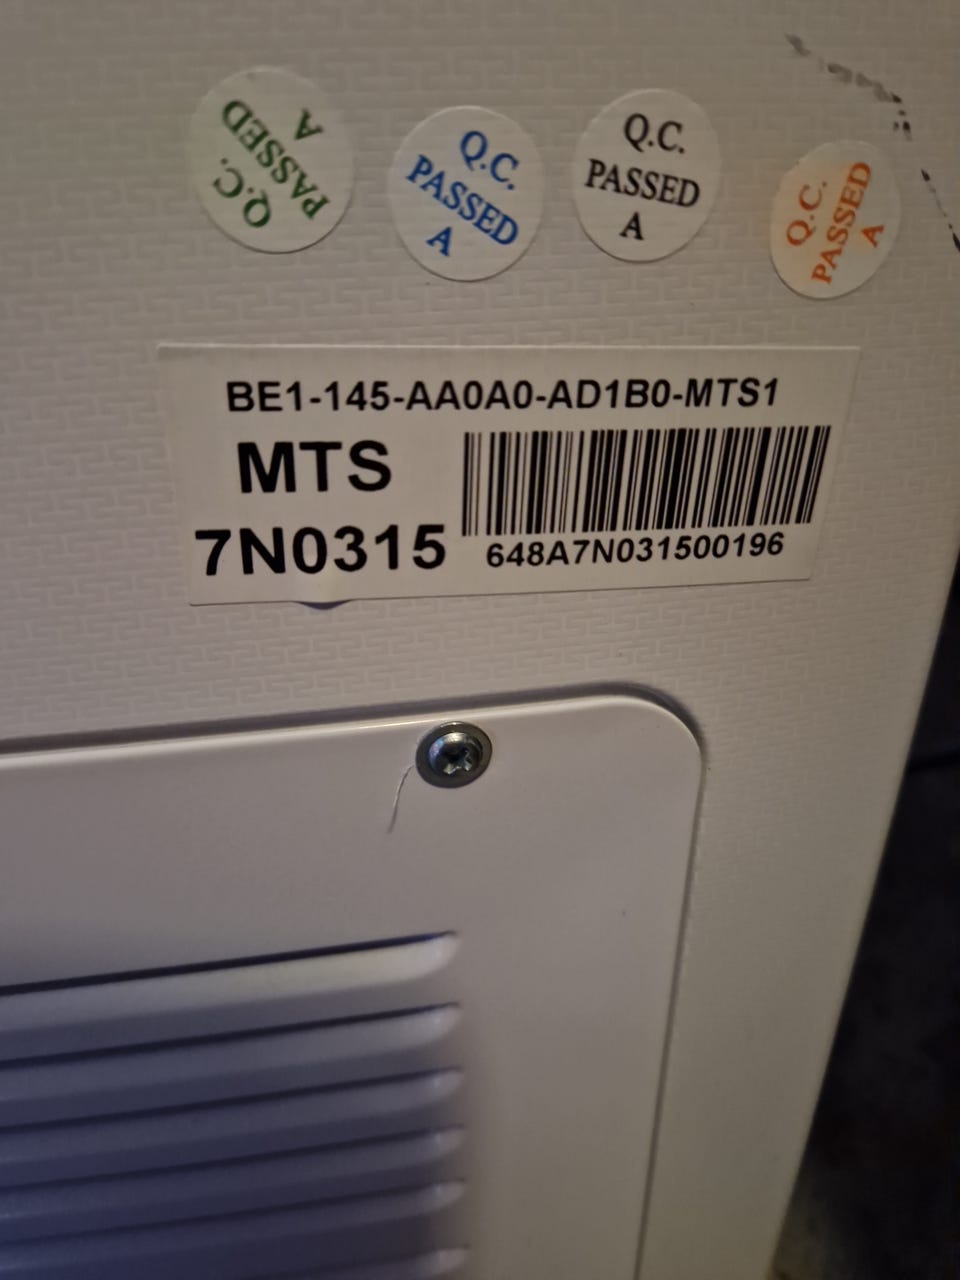 Q.C.
PASSED
A
Q.C.
PASSED
A
Q.C.
PASSED
A
Q.C.
PASSED
A
BE1-145-AA0A0-AD1B0-MTS1
MTS
7N0315
648A7N031500196